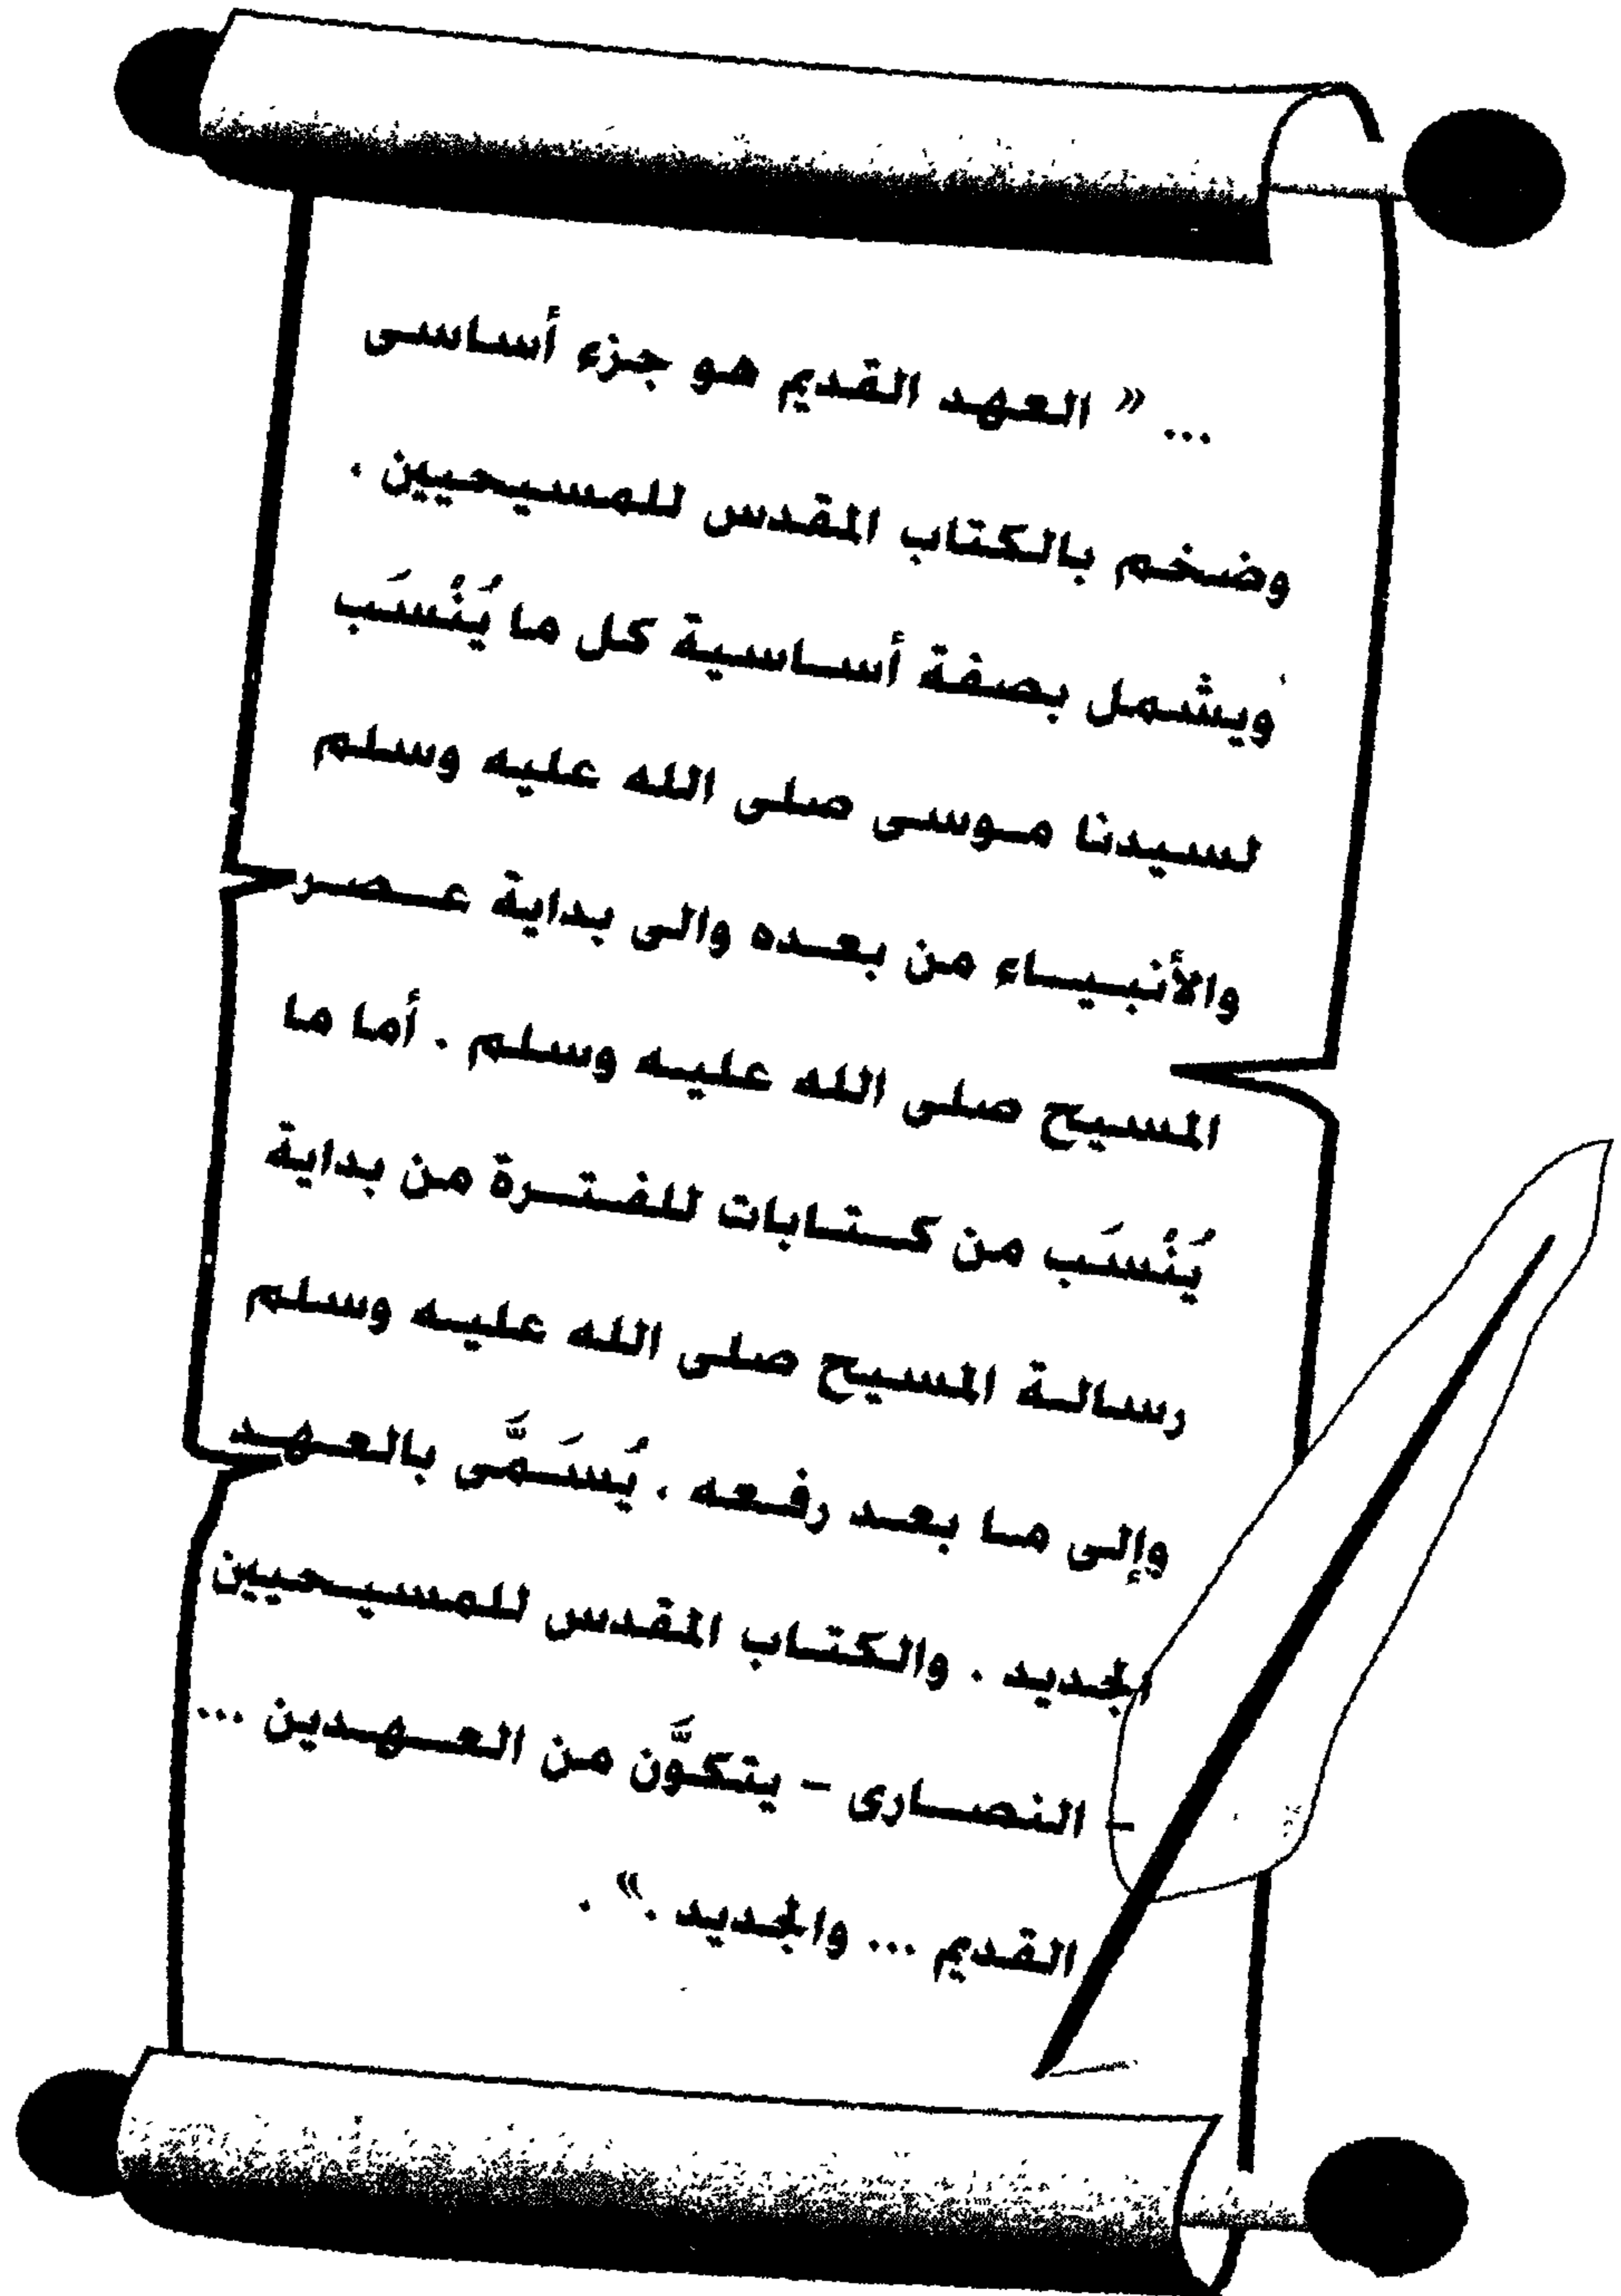 ... « العهد القديم هو جزء أساسى
وضخم بالكتاب المقدس للمسيحيين .
ويشمل بصفة أساسية كل ما يُنْسَب
لسيدنا موسى صلى الله عليه وسلم
والأنبياء من بعده والى بداية عصر
المسيح صلى الله عليه وسلم . أما ما
يُنْسَب من كتابات للفترة من بداية
رسالة المسيح صلى الله عليه وسلم
وإلى ما بعد رفعه . يُسَمَّى بالعهد
الجديد . والكتاب المقدس للمسيحيين
- النصارى - يتكوَّن من العهدين ...
القديم ... والجديد .» .